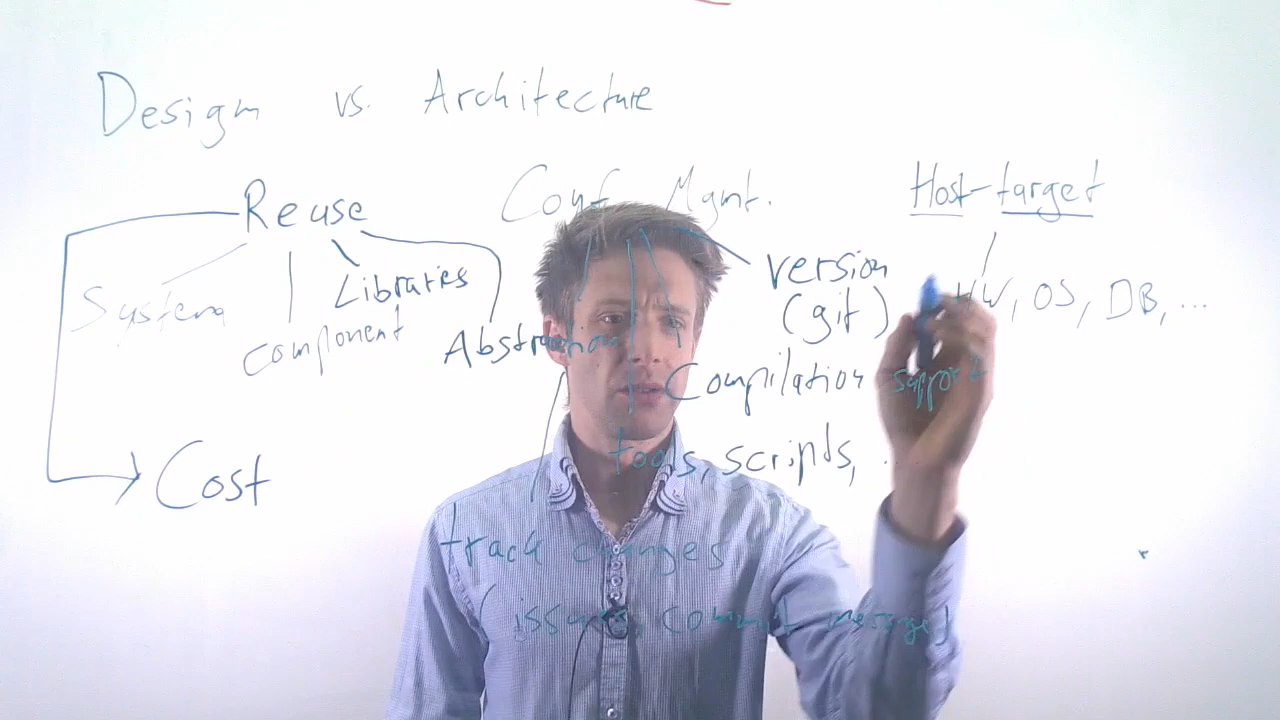 Design vs. Architecture
Reuse
System
component
Libraries
Abstraction
Cost
Conf Mgmt.
version
(git)
Compilation support
tools, scripts, ..
track changes
(issues, commit messages)
Host-target
HW, OS, DB, ...